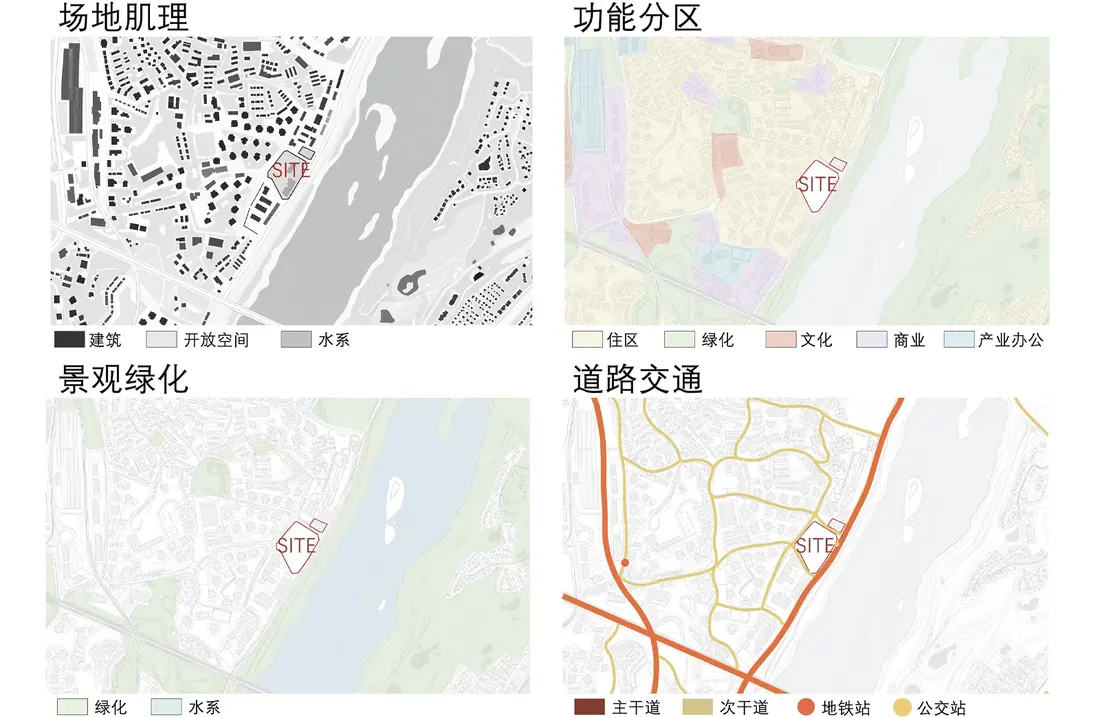 场地肌理
SITE
建筑 开放空间 水系
功能分区
SITE
住区 绿化 文化 商业 产业办公
景观绿化
SITE
绿化 水系
道路交通
SITE
主干道 次干道 地铁站 公交站